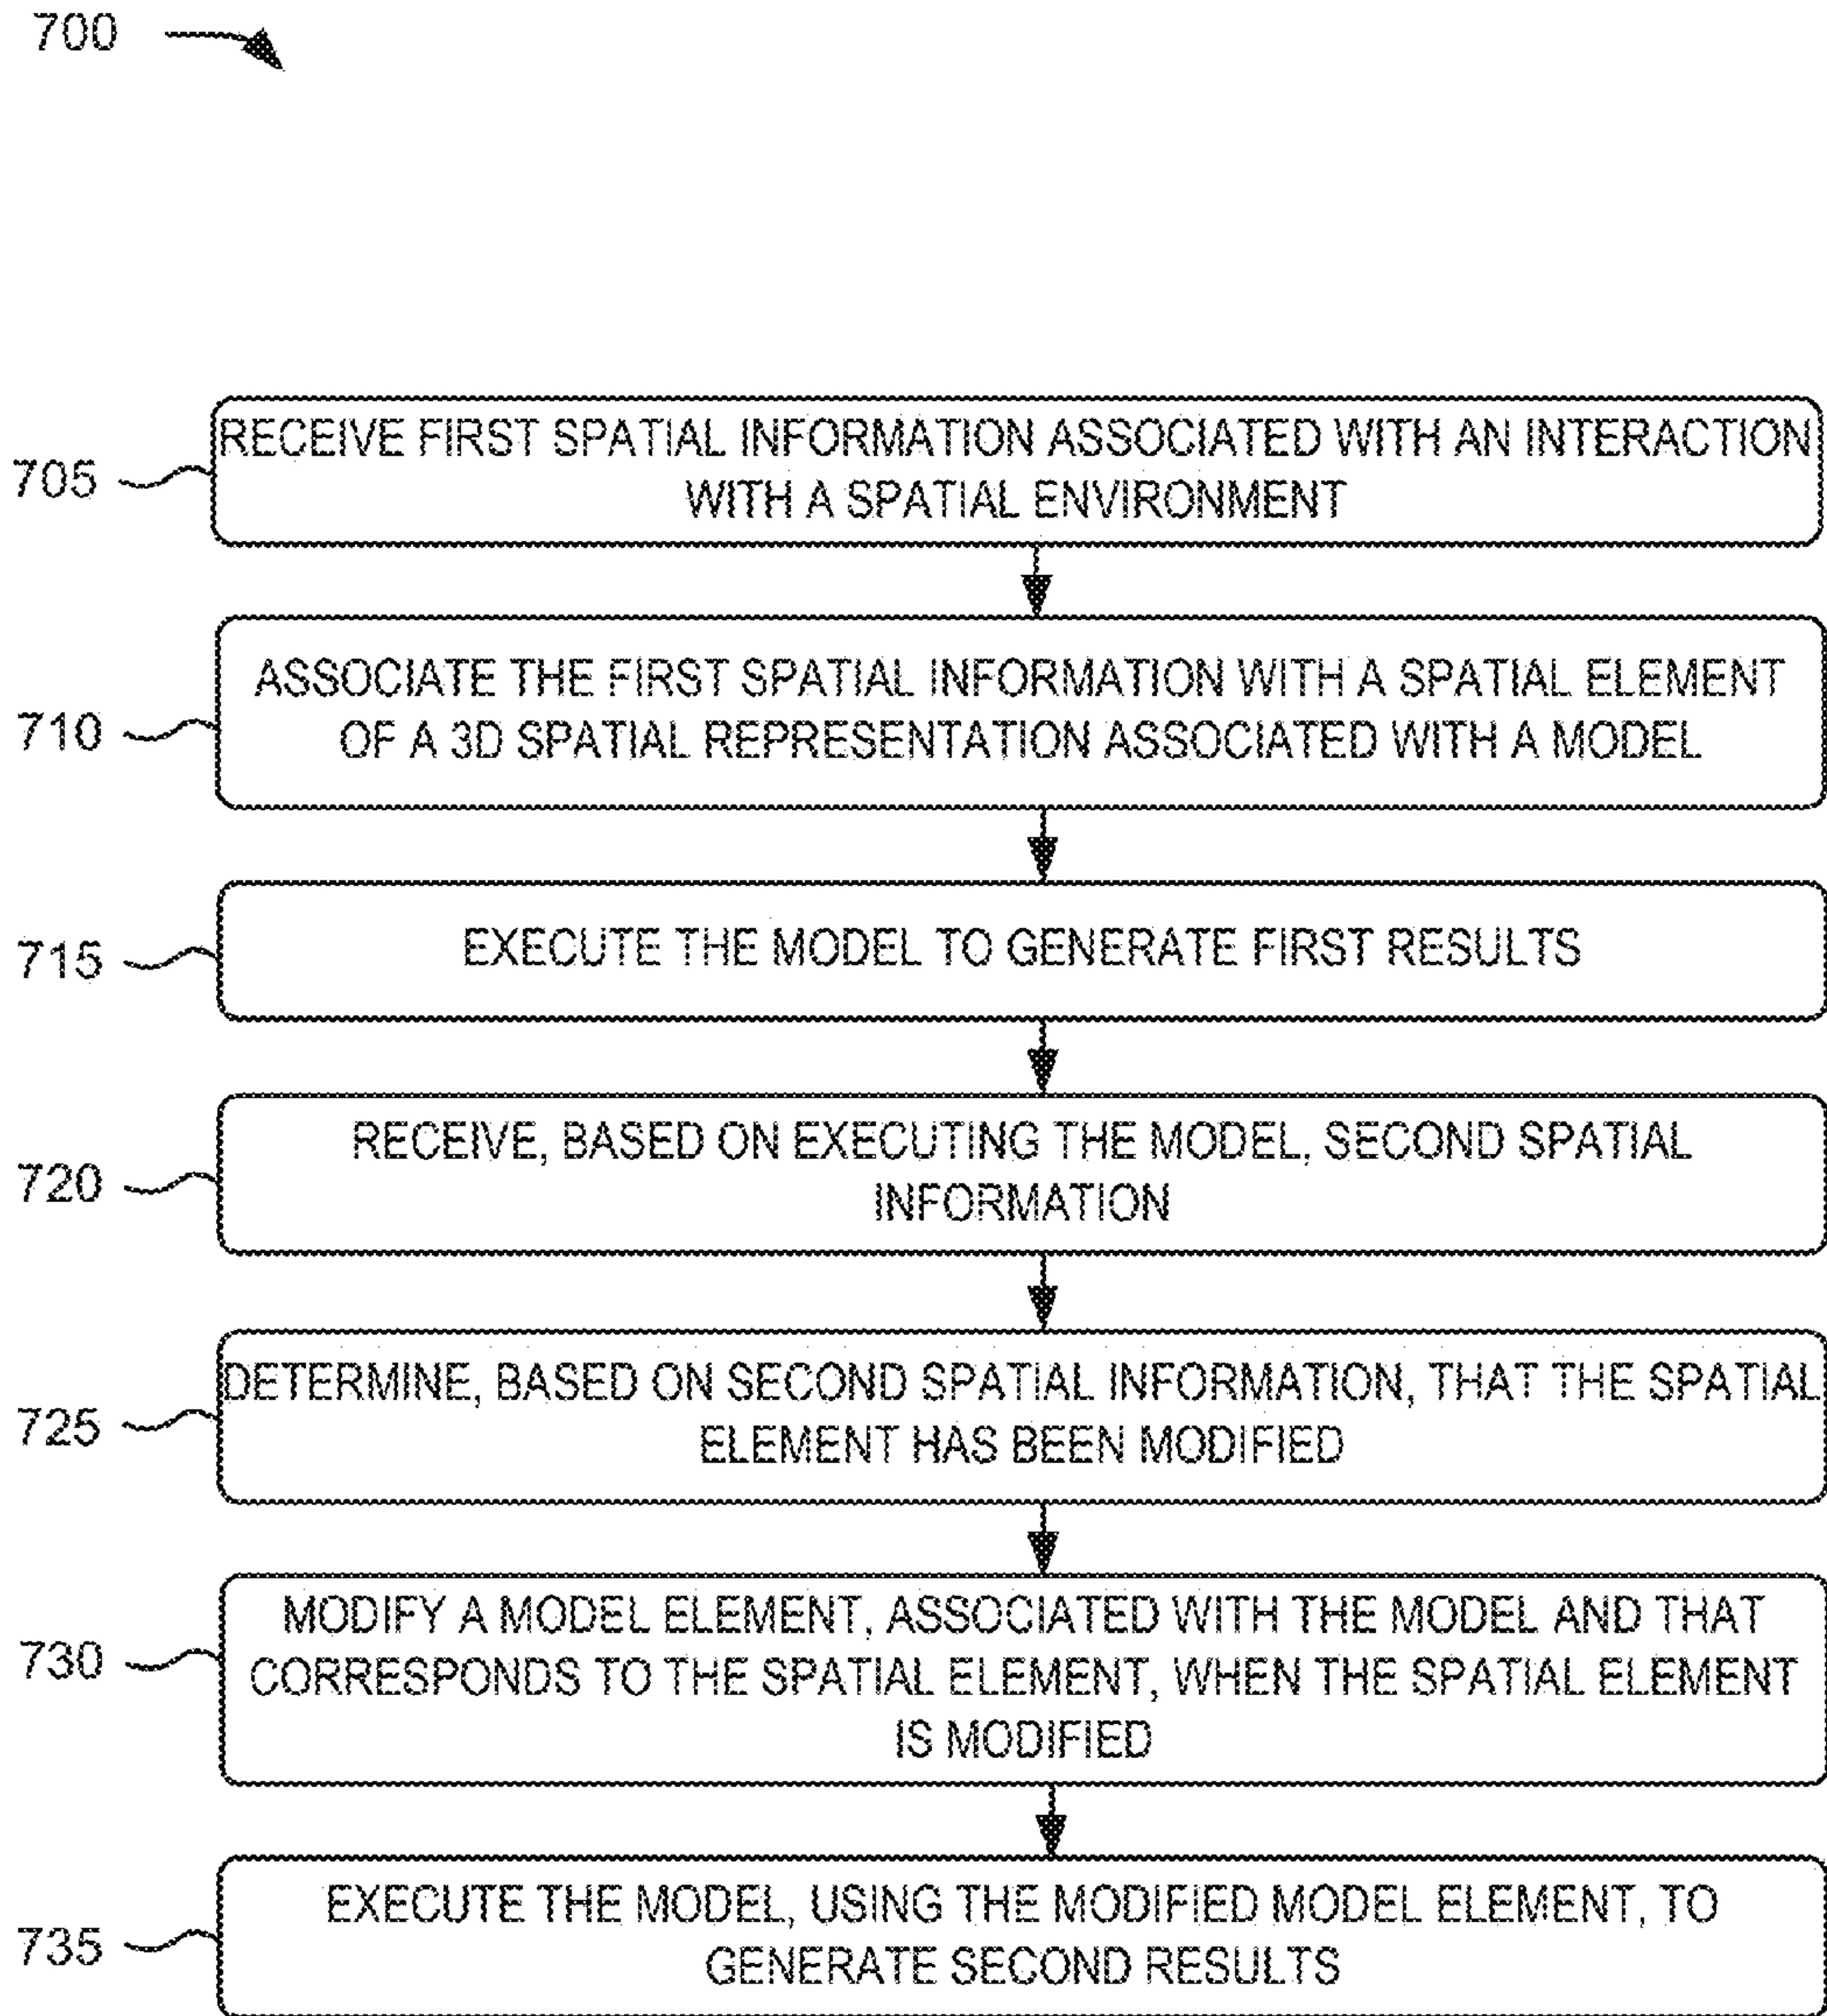 700
705
RECEIVE FIRST SPATIAL INFORMATION ASSOCIATED WITH AN INTERACTION
WITH A SPATIAL ENVIRONMENT
710
ASSOCIATE THE FIRST SPATIAL INFORMATION WITH A SPATIAL ELEMENT
OF A 3D SPATIAL REPRESENTATION ASSOCIATED WITH A MODEL
715
EXECUTE THE MODEL TO GENERATE FIRST RESULTS
720
RECEIVE, BASED ON EXECUTING THE MODEL, SECOND SPATIAL
INFORMATION
725
DETERMINE, BASED ON SECOND SPATIAL INFORMATION, THAT THE SPATIAL
ELEMENT HAS BEEN MODIFIED
730
MODIFY A MODEL ELEMENT, ASSOCIATED WITH THE MODEL AND THAT
CORRESPONDS TO THE SPATIAL ELEMENT, WHEN THE SPATIAL ELEMENT
IS MODIFIED
735
EXECUTE THE MODEL, USING THE MODIFIED MODEL ELEMENT, TO
GENERATE SECOND RESULTS